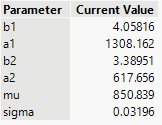 Parameter Current Value
b1 4.05816
a1 1308.162
b2 3.38951
a2 617.656
mu 850.839
sigma 0.03196